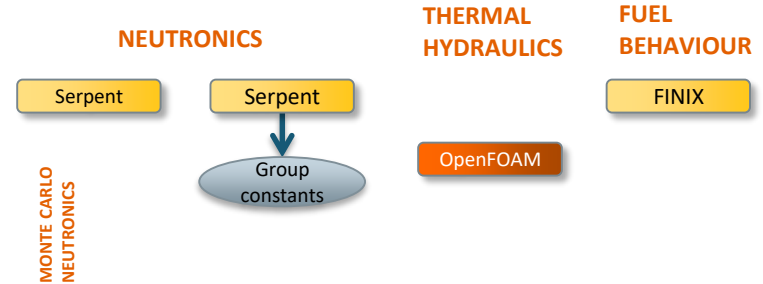 NEUTRONICS
THERMAL
HYDRAULICS
FUEL
BEHAVIOUR
Serpent
Serpent
FINIX
OpenFOAM
Group
constants
MONTE CARLO
NEUTRONICS